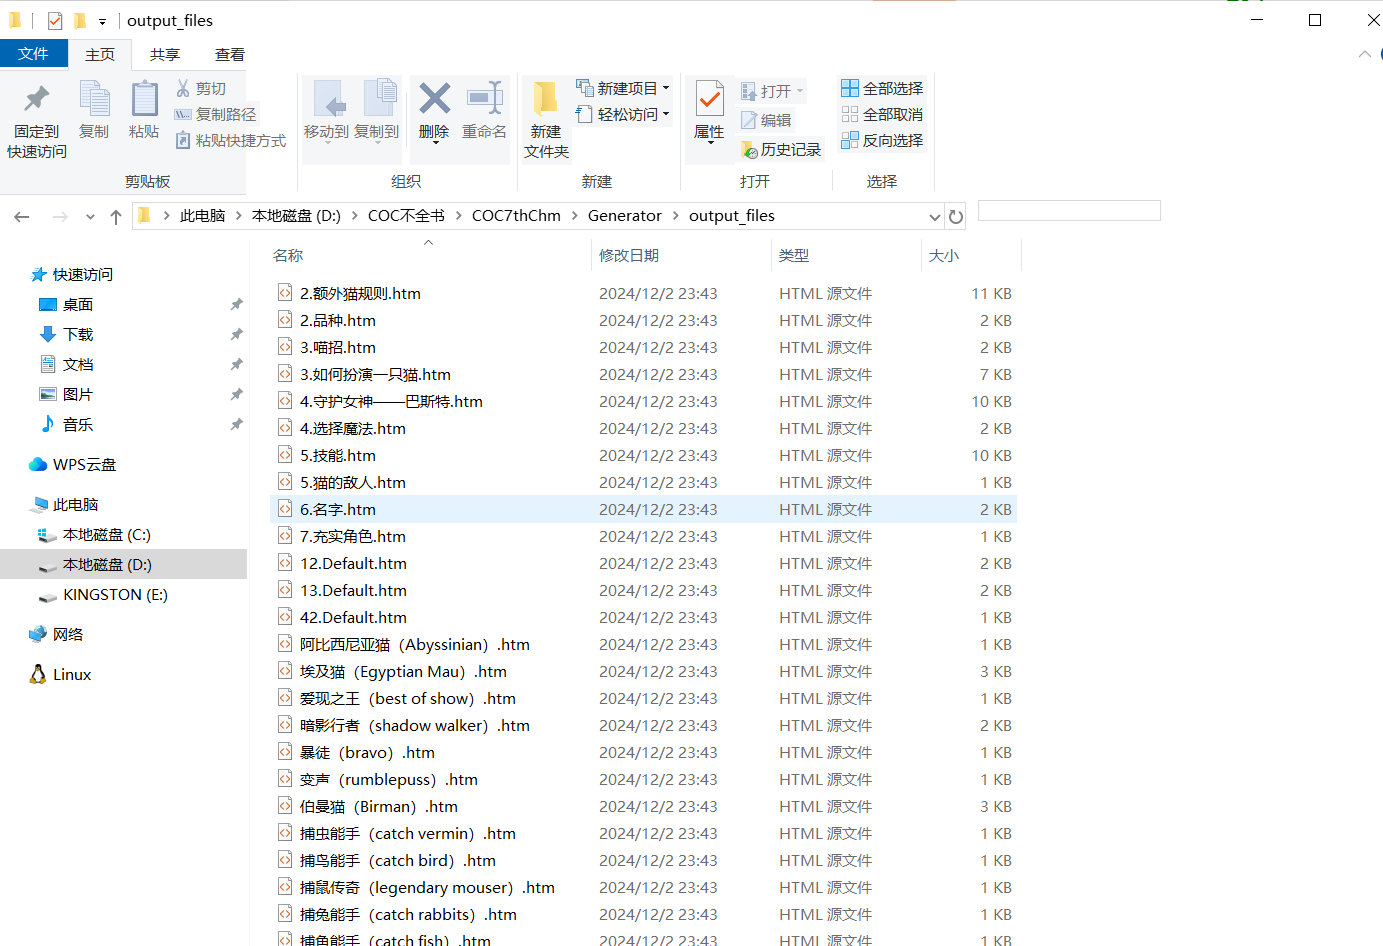 output_files
文件 主页 共享 查看
固定到快速访问
复制
粘贴
剪切
复制路径
粘贴快捷方式
剪贴板
移动到
复制到
删除
重命名
组织
新建文件夹
新建项目
轻松访问
新建
属性
打开
编辑
历史记录
打开
全部选择
全部取消
反向选择
选择
此电脑 本地磁盘 (D:) COC不全书 COC7thChm Generator output_files
快速访问
桌面
下载
文档
图片
音乐
WPS云盘
此电脑
本地磁盘 (C:)
本地磁盘 (D:)
KINGSTON (E:)
网络
Linux
名称 修改日期 类型 大小
2.额外猫规则.htm 2024/12/2 23:43 HTML 源文件 11 KB
2.品种.htm 2024/12/2 23:43 HTML 源文件 2 KB
3.喵招.htm 2024/12/2 23:43 HTML 源文件 2 KB
3.如何扮演一只猫.htm 2024/12/2 23:43 HTML 源文件 7 KB
4.守护女神——巴斯特.htm 2024/12/2 23:43 HTML 源文件 10 KB
4.选择魔法.htm 2024/12/2 23:43 HTML 源文件 2 KB
5.技能.htm 2024/12/2 23:43 HTML 源文件 10 KB
5.猫的敌人.htm 2024/12/2 23:43 HTML 源文件 1 KB
6.名字.htm 2024/12/2 23:43 HTML 源文件 2 KB
7.充实角色.htm 2024/12/2 23:43 HTML 源文件 1 KB
12.Default.htm 2024/12/2 23:43 HTML 源文件 2 KB
13.Default.htm 2024/12/2 23:43 HTML 源文件 2 KB
42.Default.htm 2024/12/2 23:43 HTML 源文件 1 KB
阿比西尼亚猫（Abyssinian）.htm 2024/12/2 23:43 HTML 源文件 1 KB
埃及猫（Egyptian Mau）.htm 2024/12/2 23:43 HTML 源文件 3 KB
爱现之王（best of show）.htm 2024/12/2 23:43 HTML 源文件 1 KB
暗影行者（shadow walker）.htm 2024/12/2 23:43 HTML 源文件 2 KB
暴徒（bravo）.htm 2024/12/2 23:43 HTML 源文件 1 KB
变声（rumblepuss）.htm 2024/12/2 23:43 HTML 源文件 1 KB
伯曼猫（Birman）.htm 2024/12/2 23:43 HTML 源文件 3 KB
捕虫能手（catch vermin）.htm 2024/12/2 23:43 HTML 源文件 1 KB
捕鸟能手（catch bird）.htm 2024/12/2 23:43 HTML 源文件 1 KB
捕鼠传奇（legendary mouser）.htm 2024/12/2 23:43 HTML 源文件 1 KB
捕兔能手（catch rabbits）.htm 2024/12/2 23:43 HTML 源文件 1 KB
捕鱼能手（catch fish）.htm 2024/12/2 23:43 HTML 源文件 1 KB